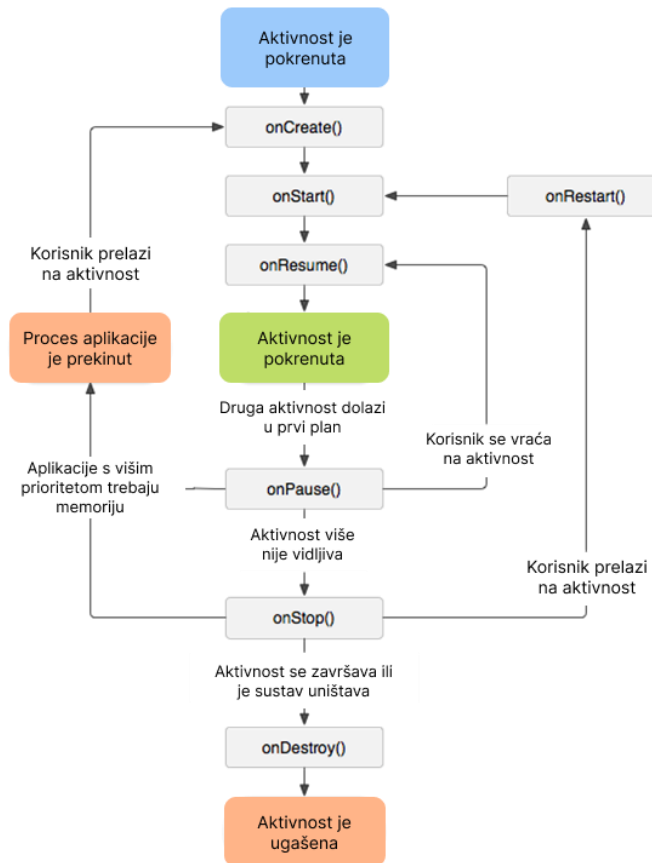 Aktivnost je
pokrenuta
onCreate()
onStart()
onRestart()
Korisnik prelazi
na aktivnost
onResume()
Proces aplikacije
je prekinut
Aktivnost je
pokrenuta
Druga aktivnost dolazi
u prvi plan
Korisnik se vraća
na aktivnost
Aplikacije s višim
prioritetom trebaju
memoriju
onPause()
Aktivnost više
nije vidljiva
Korisnik prelazi
na aktivnost
onStop()
Aktivnost se završava ili
je sustav uništava
onDestroy()
Aktivnost je
ugašena